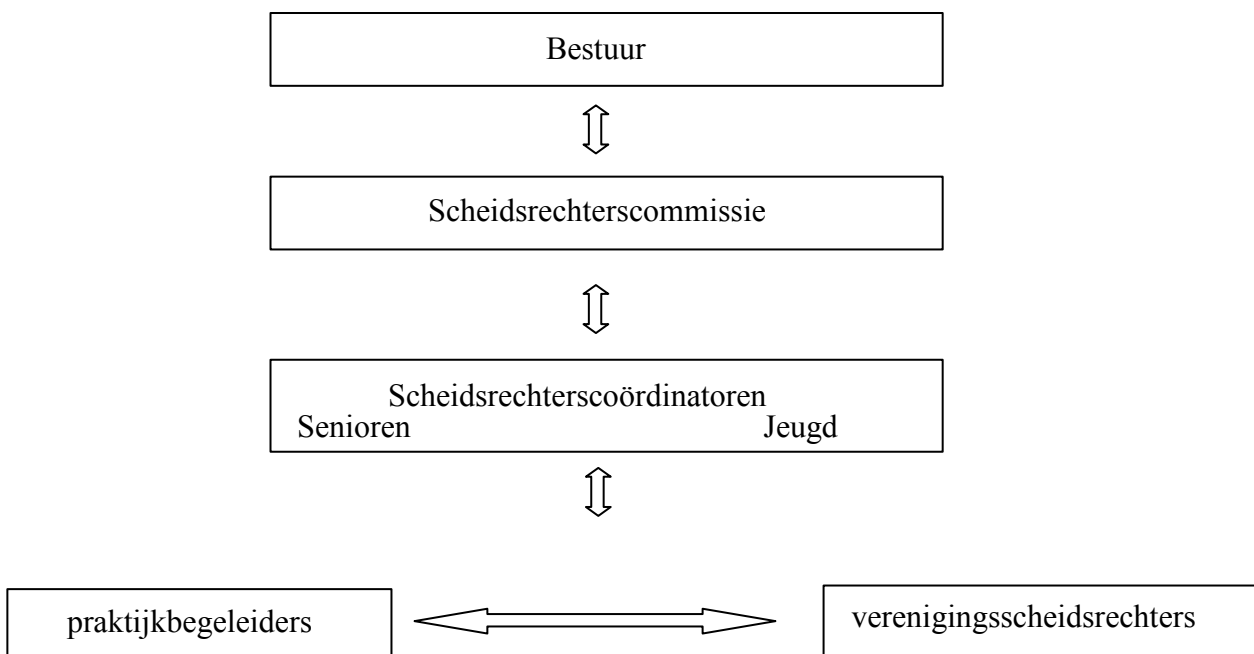 Bestuur
Scheidsrechterscommissie
Scheidsrechterscoördinatoren
Senioren Jeugd
praktijkbegeleiders verenigingsscheidsrechters